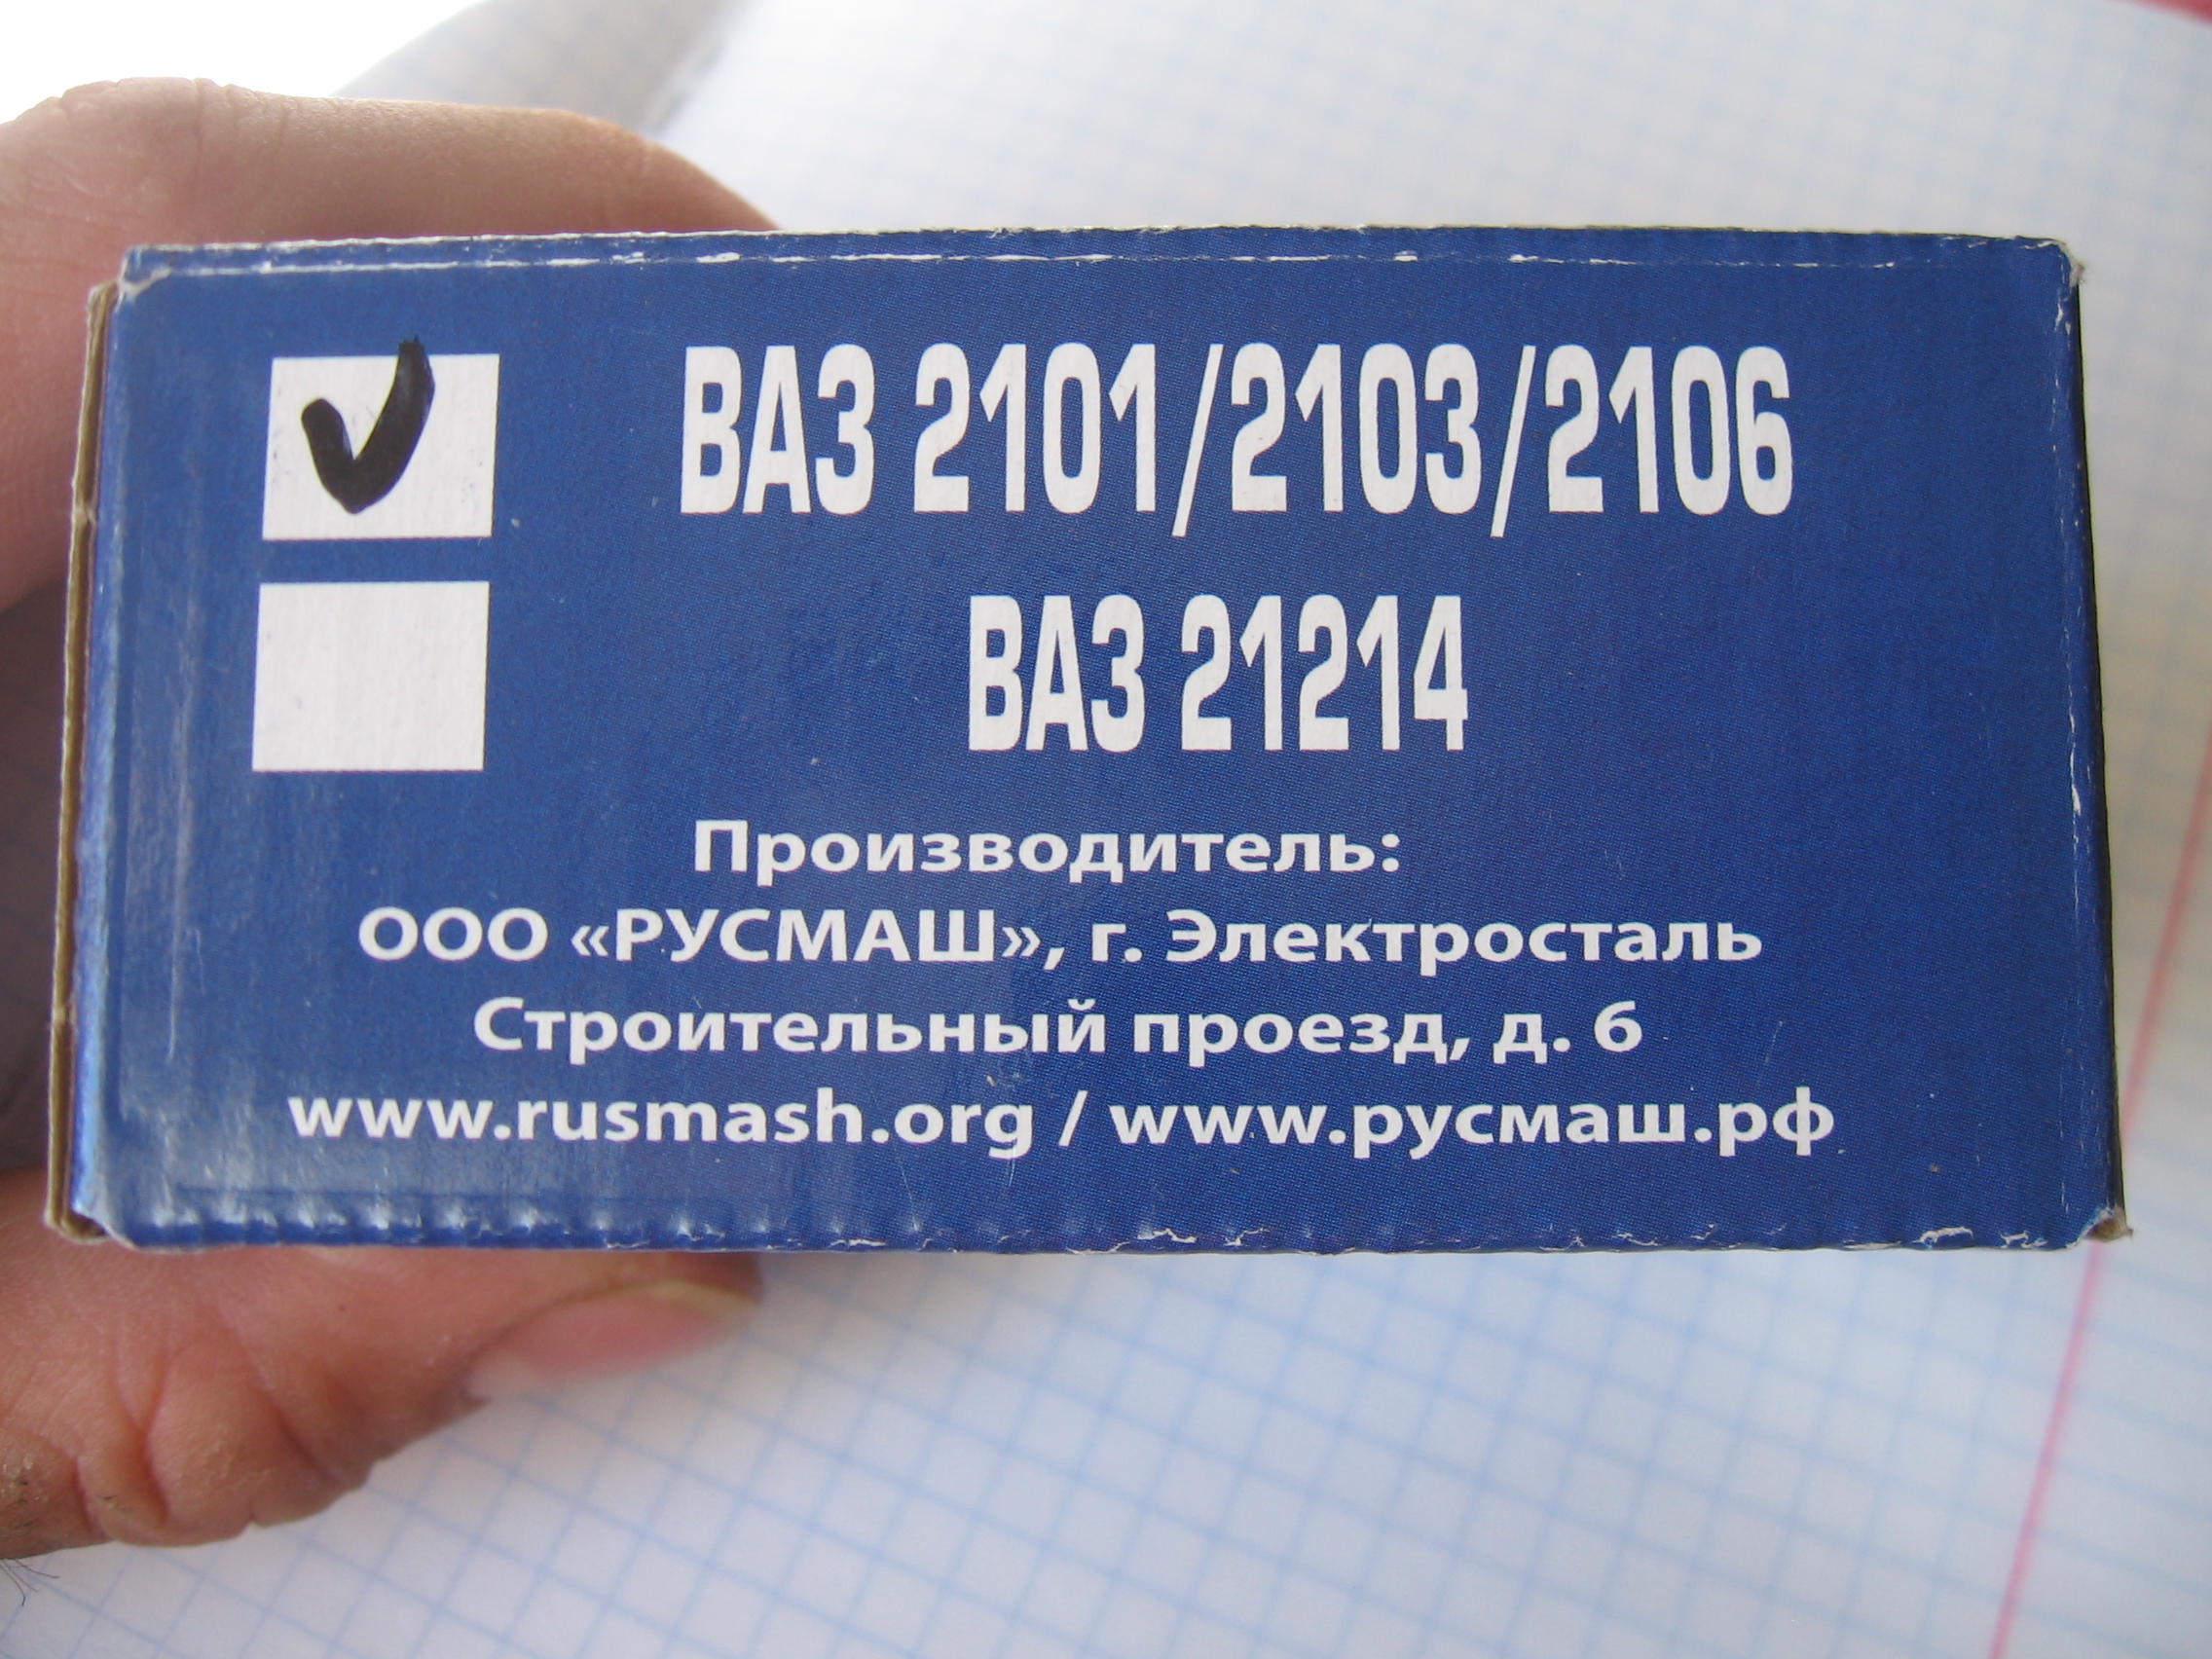 ВАЗ 2101/2103/2106
ВАЗ 21214
Производитель:
ООО «РУСМАШ», г. Электросталь
Строительный проезд, д. 6
www.rusmash.org / www.русмаш.рф